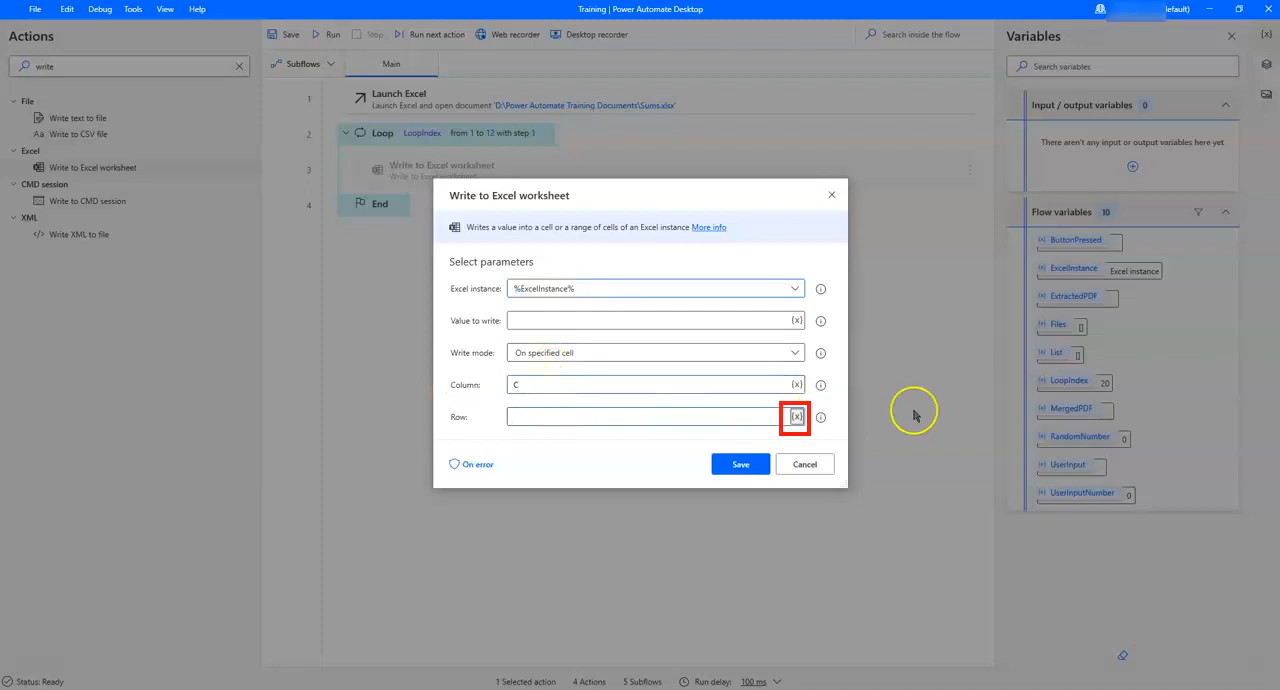 File Edit Debug Tools View Help
Training | Power Automate Desktop
efault)
Actions
write
File
Write text to file
Write to CSV file
Excel
Write to Excel worksheet
CMD session
Write to CMD session
XML
Write XML to file
Save Run Stop Run next action Web recorder Desktop recorder
Search inside the flow
Subflows Main
1 Launch Excel
Launch Excel and open document 'D:\Power Automate Training Documents\Sums.xlsx'
2 Loop LoopIndex from 1 to 12 with step 1
3 Write to Excel worksheet
Write to Excel worksheet
4 End
Write to Excel worksheet
Writes a value into a cell or a range of cells of an Excel instance More info
Select parameters
Excel instance: %ExcelInstance%
Value to write: {x}
Write mode: On specified cell
Column: C {x}
Row: {x}
On error
Save Cancel
Variables
Search variables
Input / output variables 0
There aren't any input or output variables here yet
Flow variables 10
ButtonPressed
ExcelInstance Excel instance
ExtractedPDF
Files []
List []
LoopIndex 20
MergedPDF
RandomNumber 0
UserInput
UserInputNumber 0
Status: Ready 1 Selected action 4 Actions 5 Subflows Run delay: 100 ms